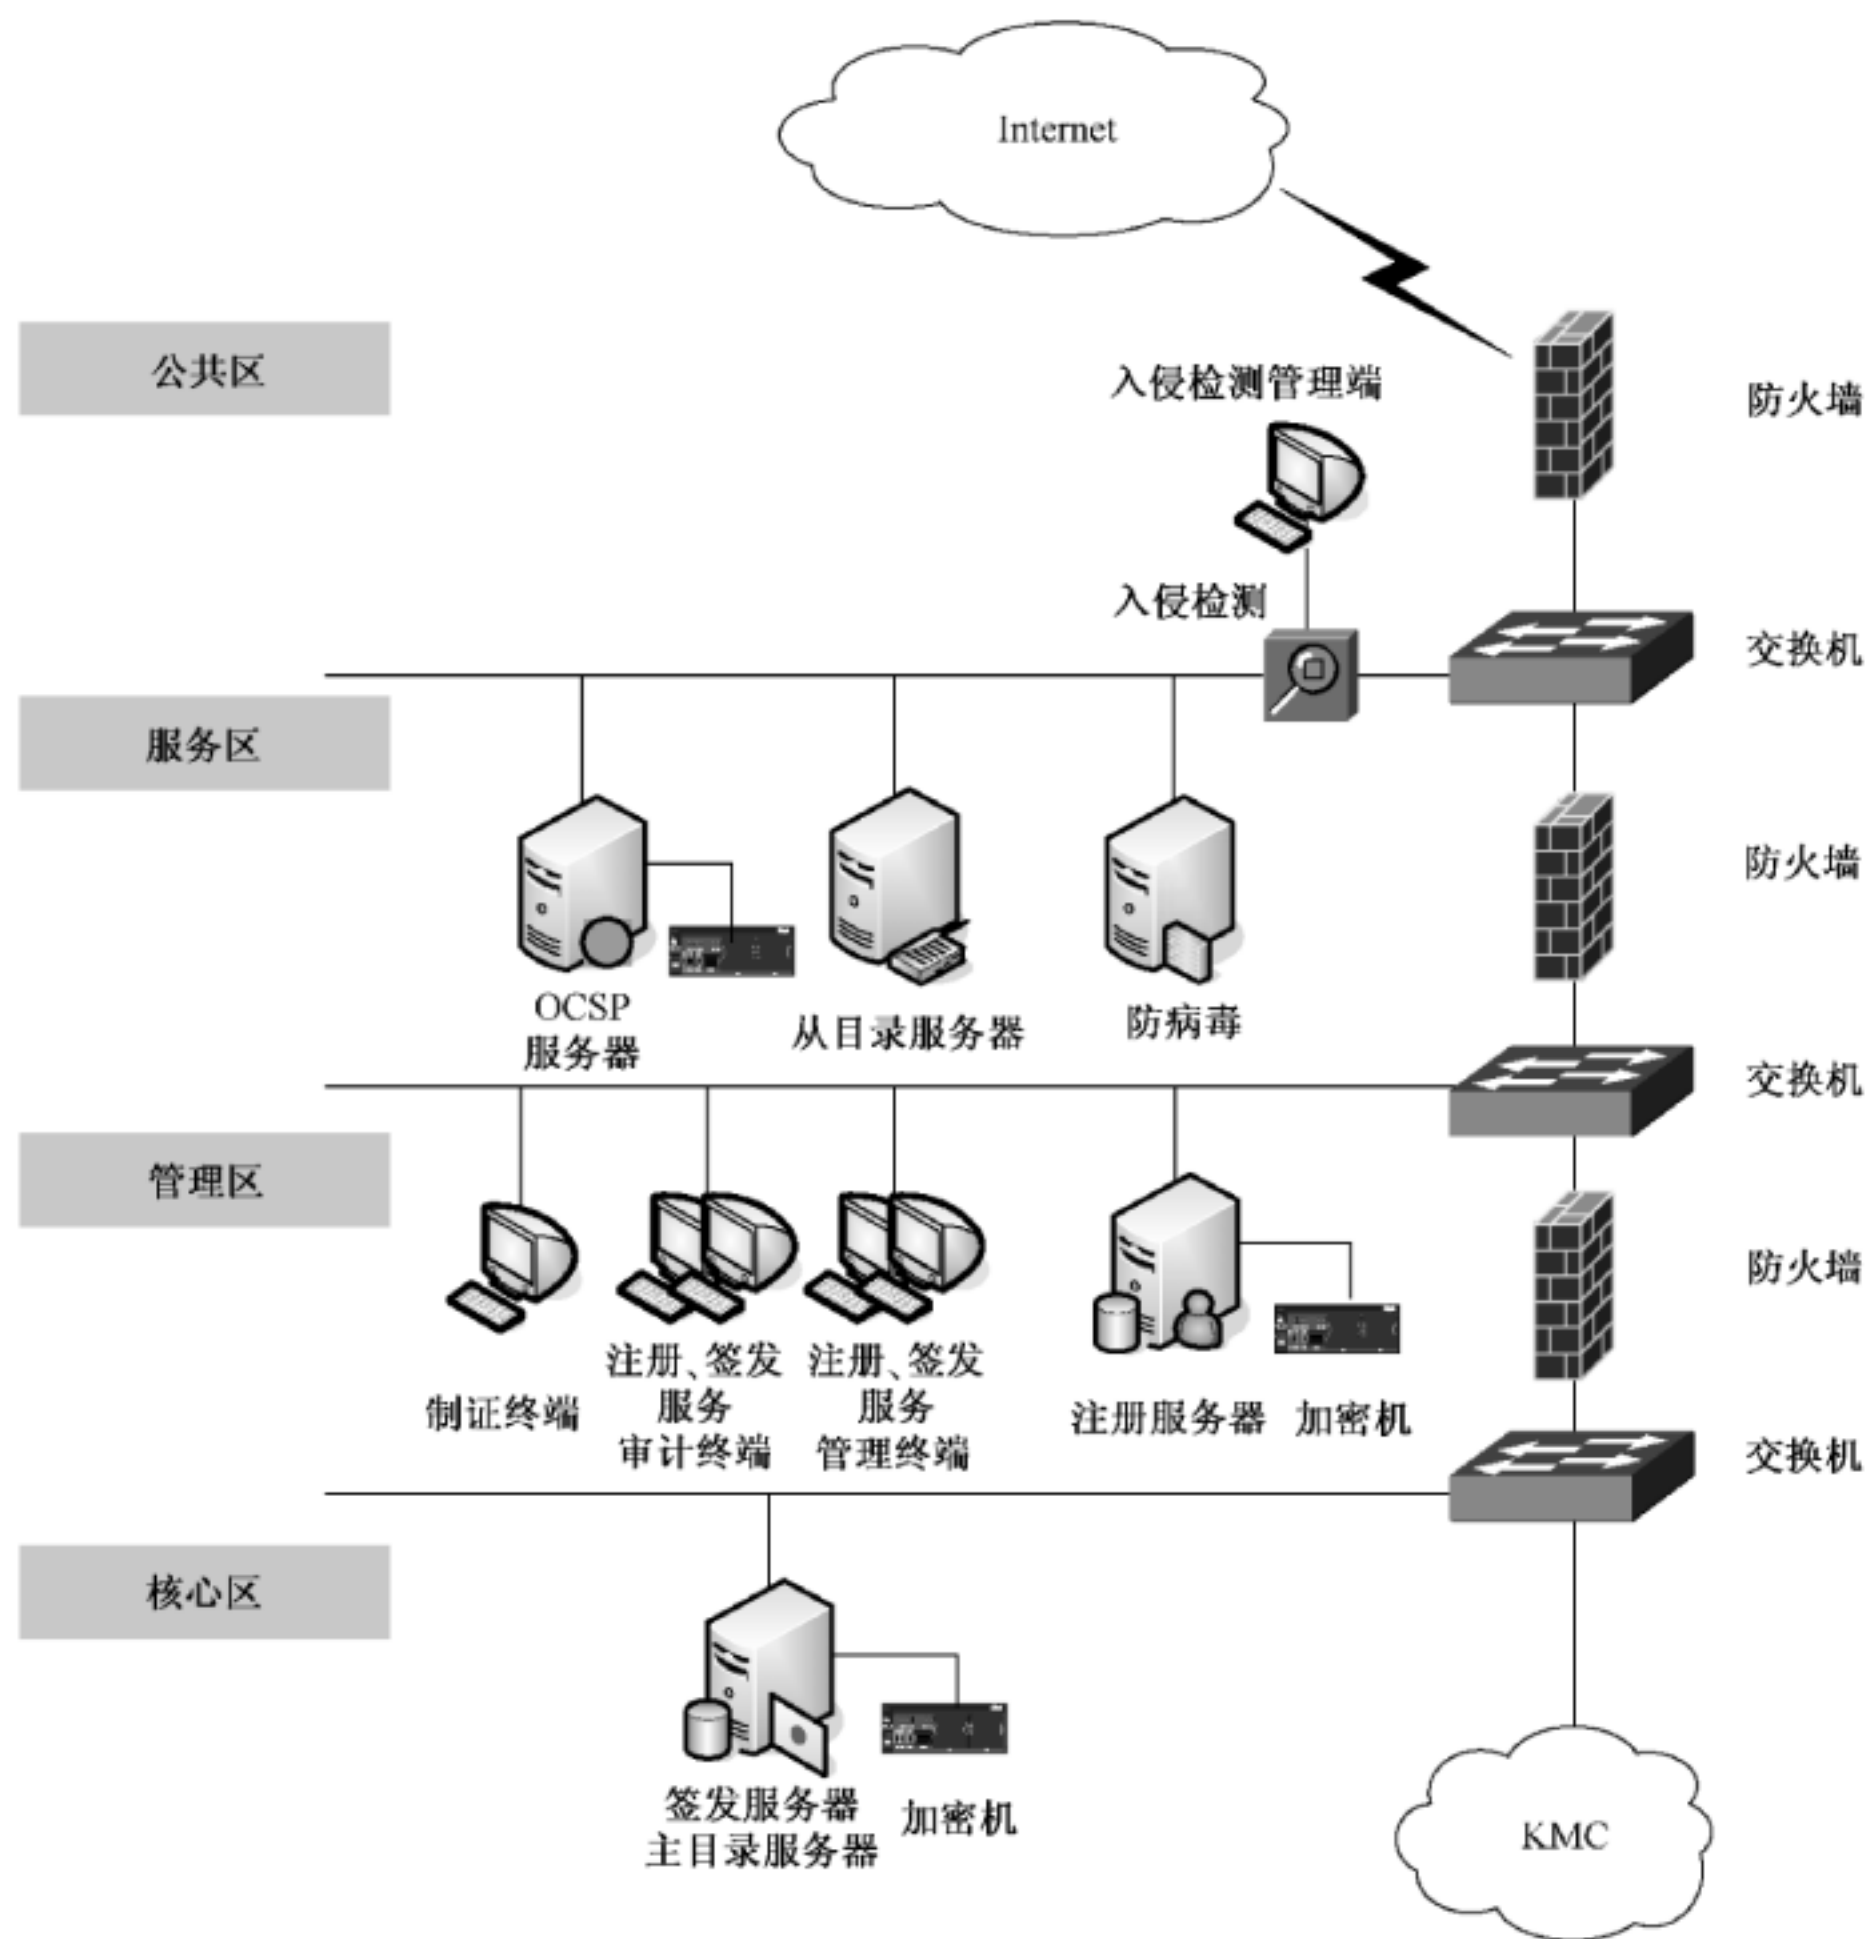 Internet
公共区
入侵检测管理端
防火墙
入侵检测
交换机
服务区
防火墙
OCSP
服务器
从目录服务器
防病毒
交换机
管理区
防火墙
制证终端
注册、签发
服务
审计终端
注册、签发
服务
管理终端
注册服务器
加密机
交换机
核心区
签发服务器
主目录服务器
加密机
KMC